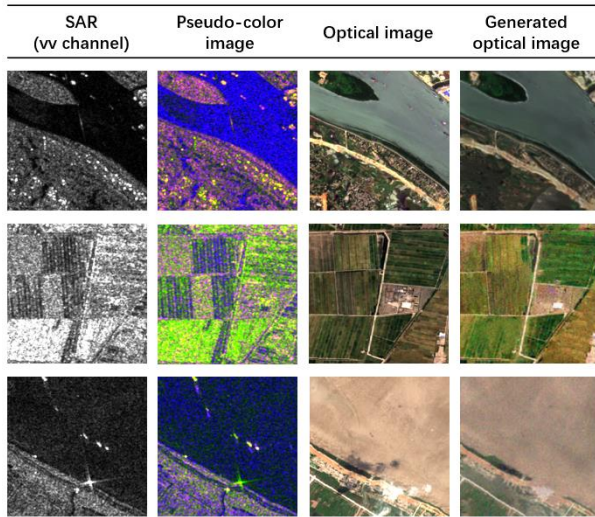 SAR
(vv channel)
Pseudo-color
image
Optical image
Generated
optical image